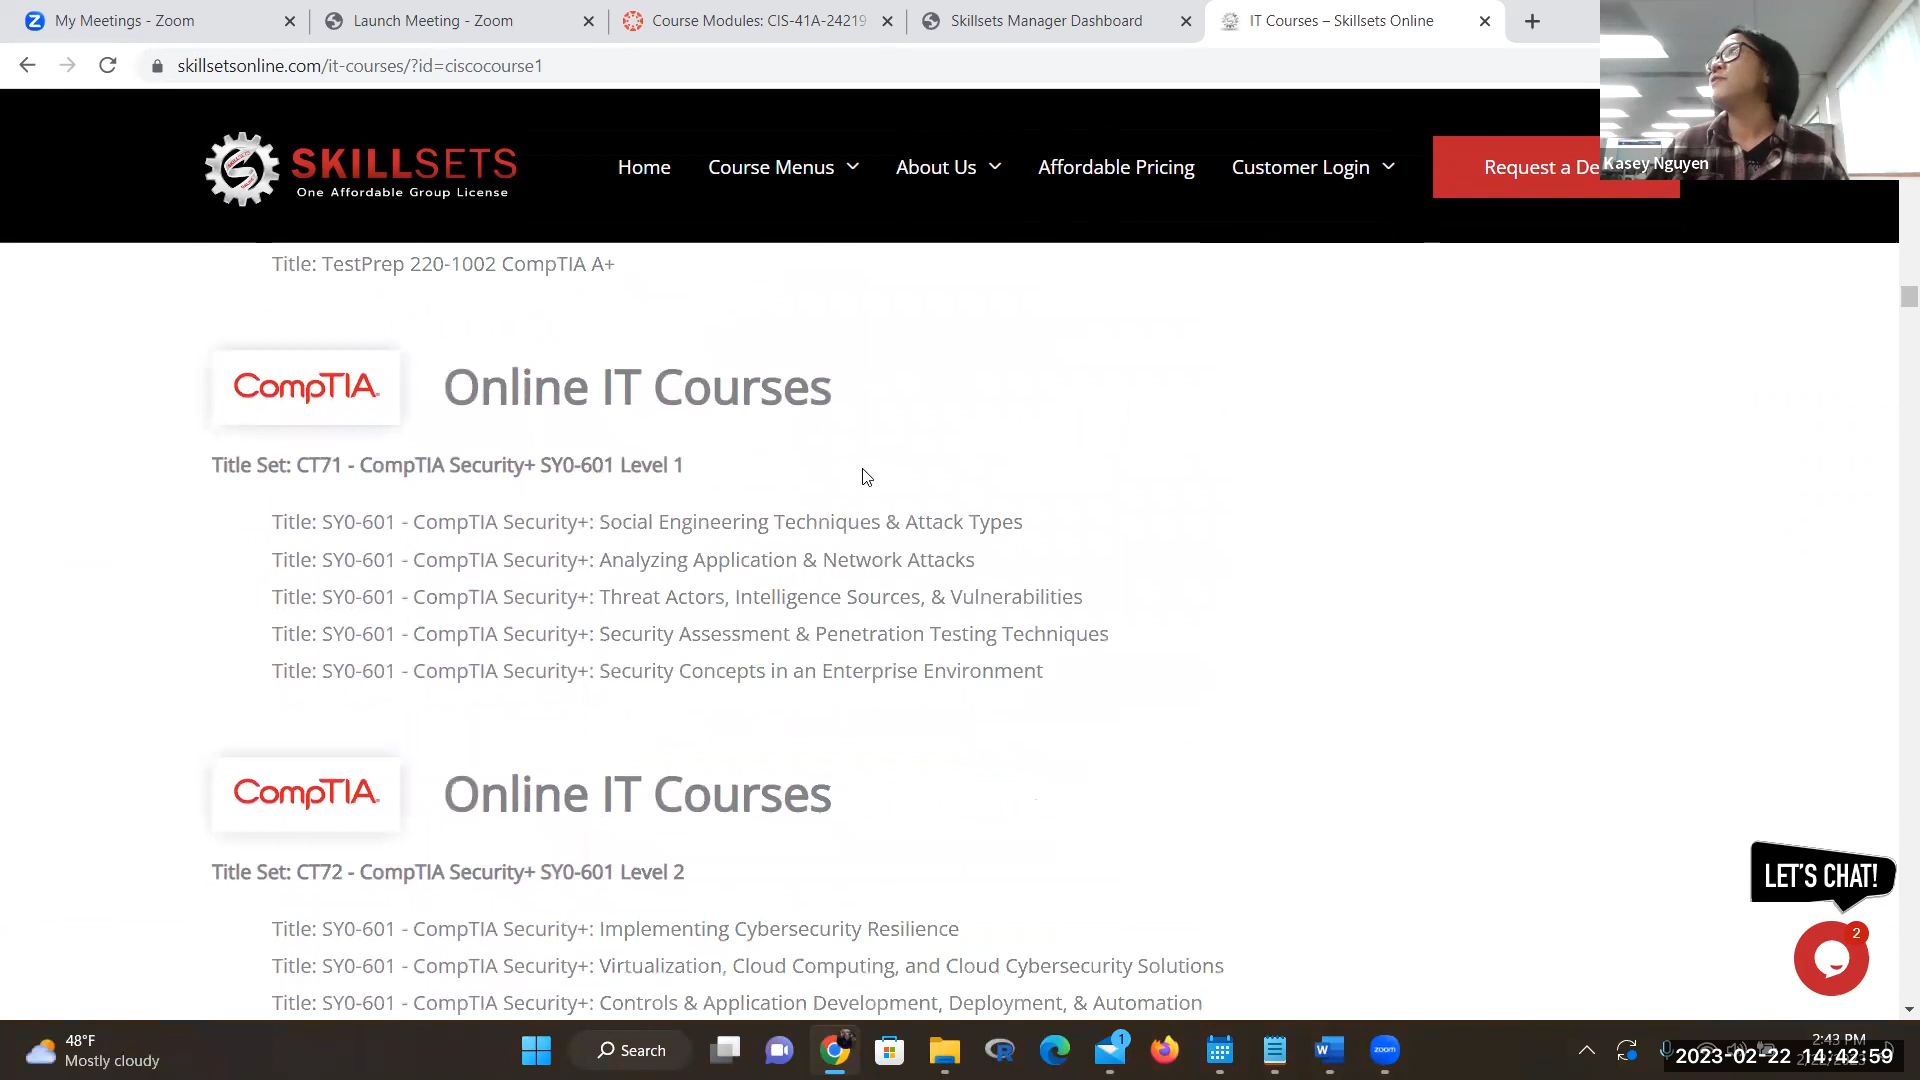 My Meetings - Zoom
Launch Meeting - Zoom
Course Modules: CIS-41A-24219
Skillsets Manager Dashboard
IT Courses – Skillsets Online
skillsetsonline.com/it-courses/?id=ciscocourse1
SKILLSETS
One Affordable Group License
Home
Course Menus
About Us
Affordable Pricing
Customer Login
Request a De
Kasey Nguyen
Title: TestPrep 220-1002 CompTIA A+
CompTIA.
Online IT Courses
Title Set: CT71 - CompTIA Security+ SY0-601 Level 1
Title: SY0-601 - CompTIA Security+: Social Engineering Techniques & Attack Types
Title: SY0-601 - CompTIA Security+: Analyzing Application & Network Attacks
Title: SY0-601 - CompTIA Security+: Threat Actors, Intelligence Sources, & Vulnerabilities
Title: SY0-601 - CompTIA Security+: Security Assessment & Penetration Testing Techniques
Title: SY0-601 - CompTIA Security+: Security Concepts in an Enterprise Environment
CompTIA.
Online IT Courses
Title Set: CT72 - CompTIA Security+ SY0-601 Level 2
Title: SY0-601 - CompTIA Security+: Implementing Cybersecurity Resilience
Title: SY0-601 - CompTIA Security+: Virtualization, Cloud Computing, and Cloud Cybersecurity Solutions
Title: SY0-601 - CompTIA Security+: Controls & Application Development, Deployment, & Automation
LET'S CHAT!
2
48°F
Mostly cloudy
Search
1
zoom
2:43 PM
2023-02-22 14:42:59